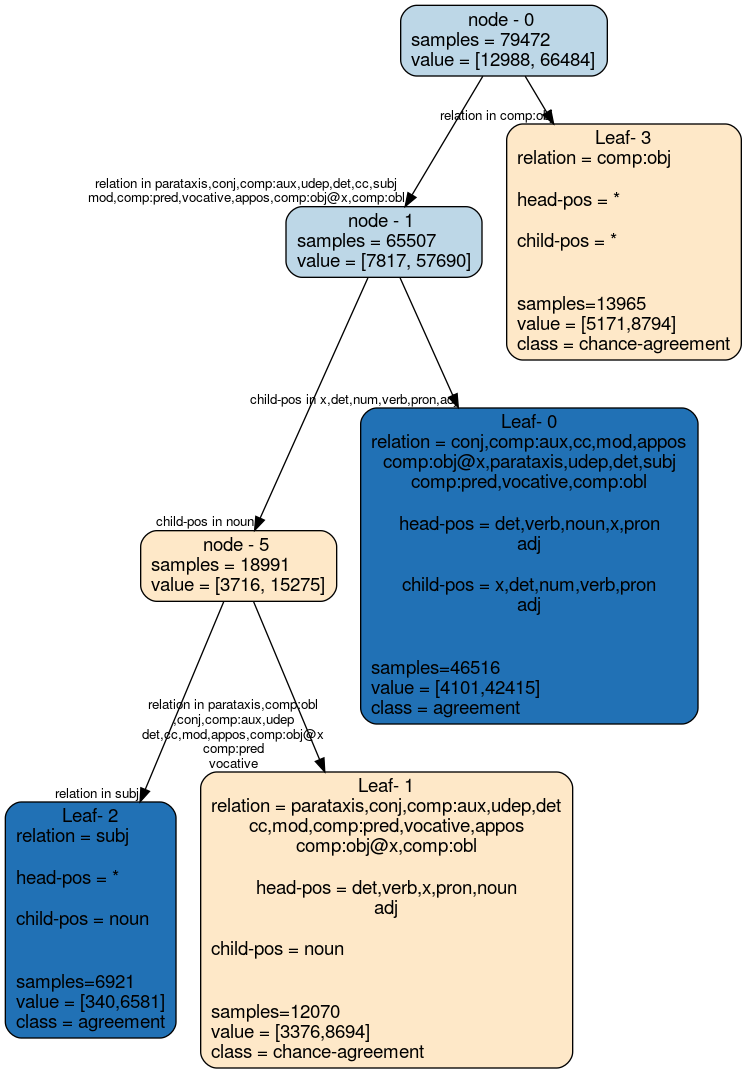 node - 0
samples = 79472
value = [12988, 66484]
relation in comp:obj
Leaf- 3
relation = comp:obj
head-pos = *
child-pos = *
samples=13965
value = [5171,8794]
class = chance-agreement
relation in parataxis,conj,comp:aux,udep,det,cc,subj
mod,comp:pred,vocative,appos,comp:obj@x,comp:obl
node - 1
samples = 65507
value = [7817, 57690]
child-pos in x,det,num,verb,pron,adj
Leaf- 0
relation = conj,comp:aux,cc,mod,appos
comp:obj@x,parataxis,udep,det,subj
comp:pred,vocative,comp:obl
head-pos = det,verb,noun,x,pron
adj
child-pos = x,det,num,verb,pron
adj
samples=46516
value = [4101,42415]
class = agreement
child-pos in noun
node - 5
samples = 18991
value = [3716, 15275]
relation in parataxis,comp:obl
,conj,comp:aux,udep
det,cc,mod,appos,comp:obj@x
comp:pred
vocative
relation in subj
Leaf- 2
relation = subj
head-pos = *
child-pos = noun
samples=6921
value = [340,6581]
class = agreement
Leaf- 1
relation = parataxis,conj,comp:aux,udep,det
cc,mod,comp:pred,vocative,appos
comp:obj@x,comp:obl
head-pos = det,verb,x,pron,noun
adj
child-pos = noun
samples=12070
value = [3376,8694]
class = chance-agreement